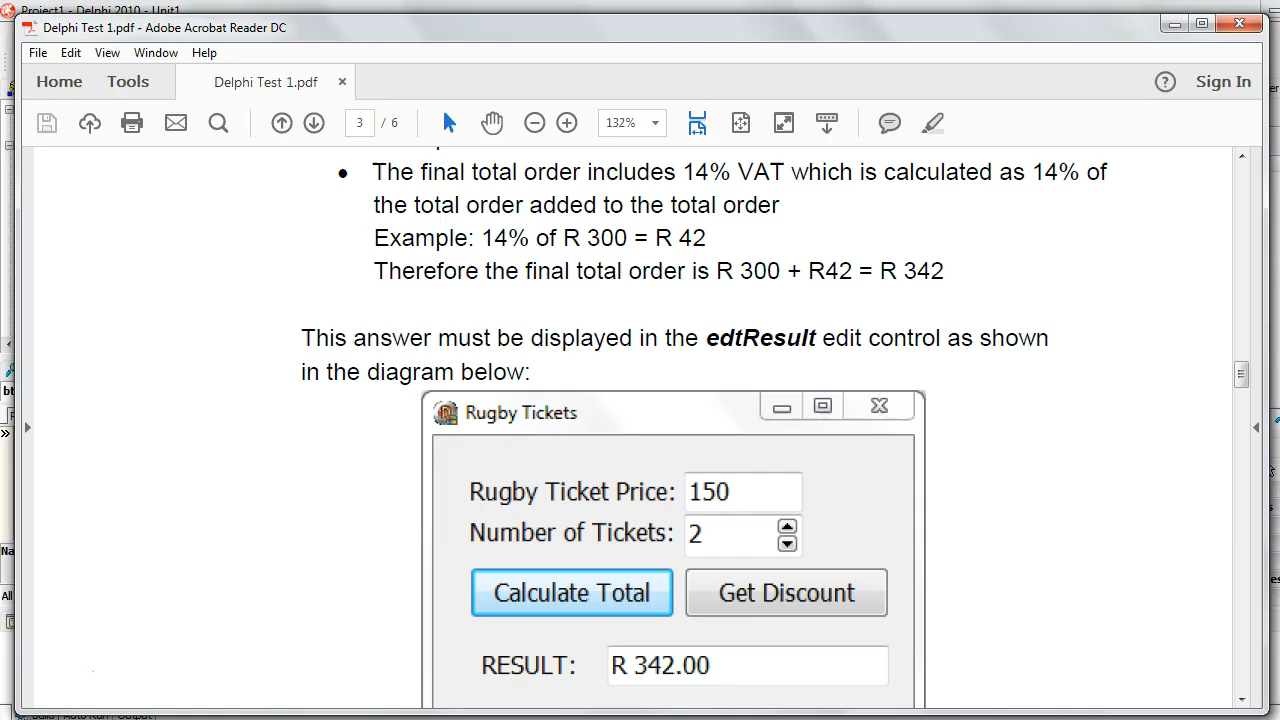 Project1 - Delphi 2010 - Unit1
Delphi Test 1.pdf - Adobe Acrobat Reader DC
File Edit View Window Help
Home Tools Delphi Test 1.pdf × ? Sign In
3 / 6 132%
• The final total order includes 14% VAT which is calculated as 14% of
the total order added to the total order
Example: 14% of R 300 = R 42
Therefore the final total order is R 300 + R42 = R 342
This answer must be displayed in the edtResult edit control as shown
in the diagram below:
Rugby Tickets
Rugby Ticket Price: 150
Number of Tickets: 2
Calculate Total Get Discount
RESULT: R 342.00